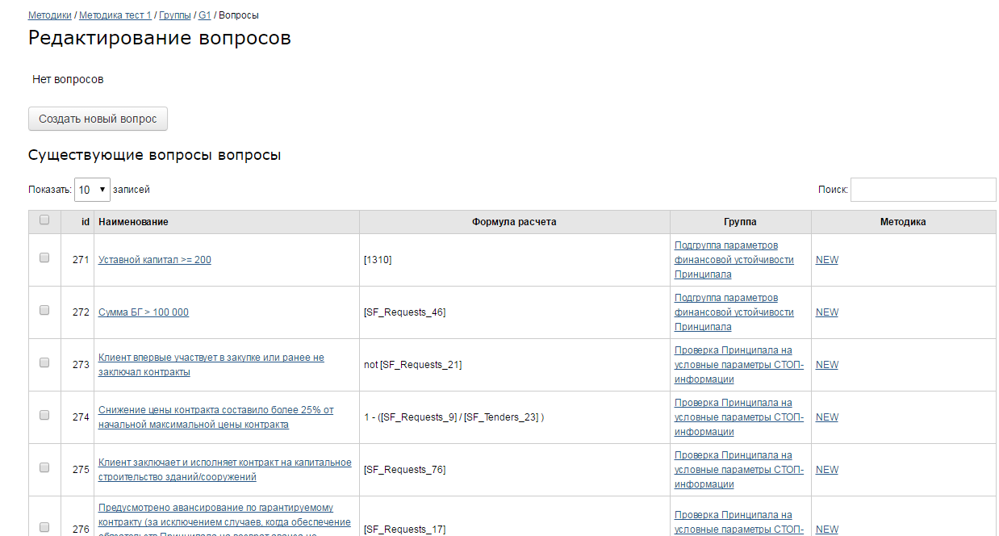 Методики / Методика тест 1 / Группы / G1 / Вопросы
Редактирование вопросов
Нет вопросов
Создать новый вопрос
Существующие вопросы вопросы
Показать: 10 записей Поиск:
id Наименование Формула расчета Группа Методика
271 Уставной капитал >= 200 [1310] Подгруппа параметров
финансовой устойчивости
Принципала NEW
272 Сумма БГ > 100 000 [SF_Requests_46] Подгруппа параметров
финансовой устойчивости
Принципала NEW
273 Клиент впервые участвует в закупке или ранее не
заключал контракты not [SF_Requests_21] Проверка Принципала на
условные параметры СТОП-
информации NEW
274 Снижение цены контракта составило более 25% от
начальной максимальной цены контракта 1 - ([SF_Requests_9] / [SF_Tenders_23] ) Проверка Принципала на
условные параметры СТОП-
информации NEW
275 Клиент заключает и исполняет контракт на капитальное
строительство зданий/сооружений [SF_Requests_76] Проверка Принципала на
условные параметры СТОП-
информации NEW
276 Предусмотрено авансирование по гарантируемому
контракту (за исключением случаев, когда обеспечение
[SF_Requests_17] Проверка Принципала на
условные параметры СТОП- NEW